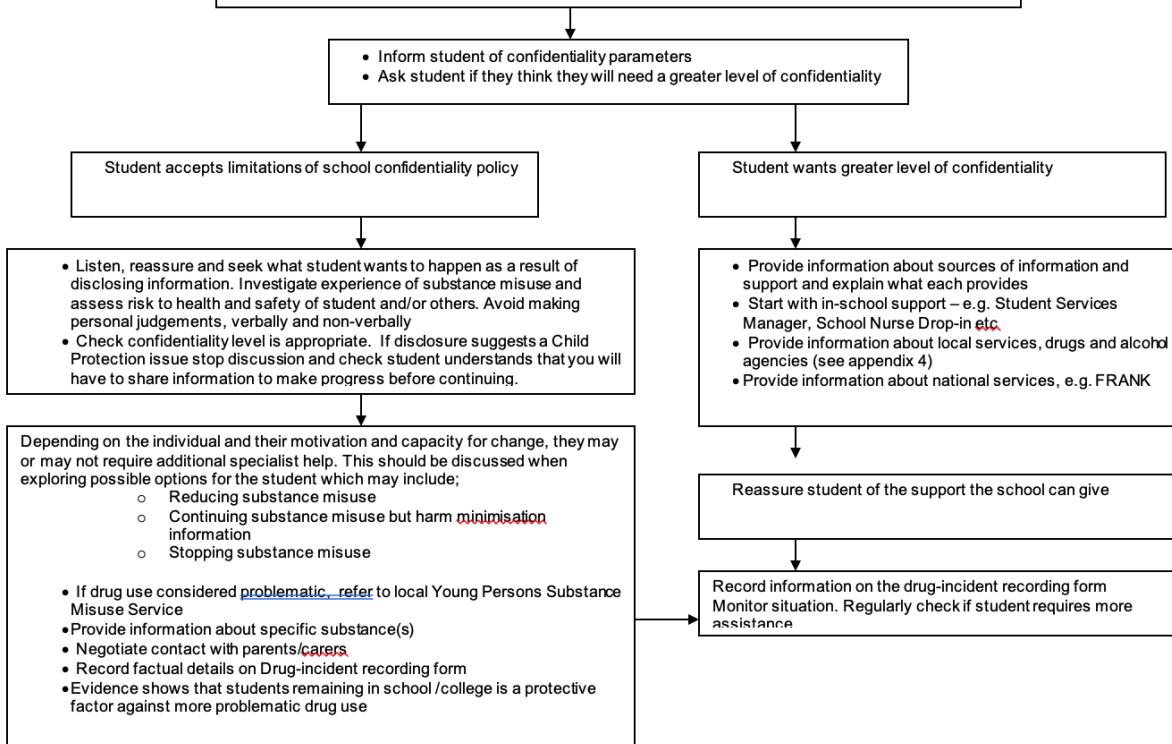 • Inform student of confidentiality parameters
• Ask student if they think they will need a greater level of confidentiality
Student accepts limitations of school confidentiality policy
Student wants greater level of confidentiality
• Listen, reassure and seek what student wants to happen as a result of
disclosing information. Investigate experience of substance misuse and
assess risk to health and safety of student and/or others. Avoid making
personal judgements, verbally and non-verbally
• Check confidentiality level is appropriate. If disclosure suggests a Child
Protection issue stop discussion and check student understands that you will
have to share information to make progress before continuing.
• Provide information about sources of information and
support and explain what each provides
• Start with in-school support – e.g. Student Services
Manager, School Nurse Drop-in etc
• Provide information about local services, drugs and alcohol
agencies (see appendix 4)
• Provide information about national services, e.g. FRANK
Depending on the individual and their motivation and capacity for change, they may
or may not require additional specialist help. This should be discussed when
exploring possible options for the student which may include;
o Reducing substance misuse
o Continuing substance misuse but harm minimisation
information
o Stopping substance misuse
• If drug use considered problematic, refer to local Young Persons Substance
Misuse Service
• Provide information about specific substance(s)
• Negotiate contact with parents/carers
• Record factual details on Drug-incident recording form
• Evidence shows that students remaining in school /college is a protective
factor against more problematic drug use
Reassure student of the support the school can give
Record information on the drug-incident recording form
Monitor situation. Regularly check if student requires more
assistance